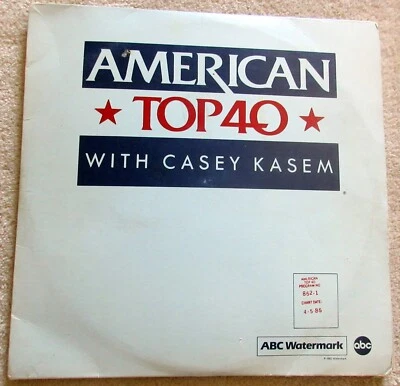 AMERICAN
★ TOP 40 ★
WITH CASEY KASEM
AMERICAN
TOP 40
PROGRAM NO.
862-1
CHART DATE:
4-5 86
ABC Watermark
abc